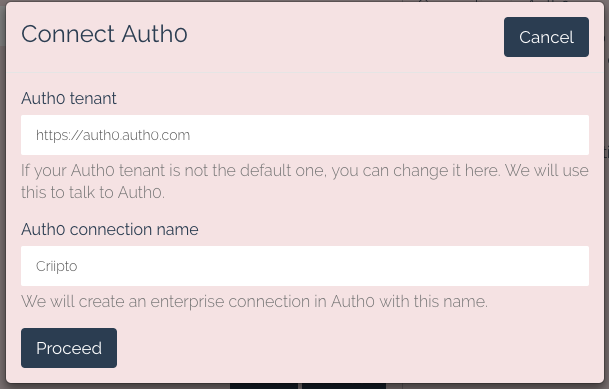 Connect Auth0
Cancel
Auth0 tenant
https://auth0.auth0.com
If your Auth0 tenant is not the default one, you can change it here. We will use
this to talk to Auth0.
Auth0 connection name
Criipto
We will create an enterprise connection in Auth0 with this name.
Proceed